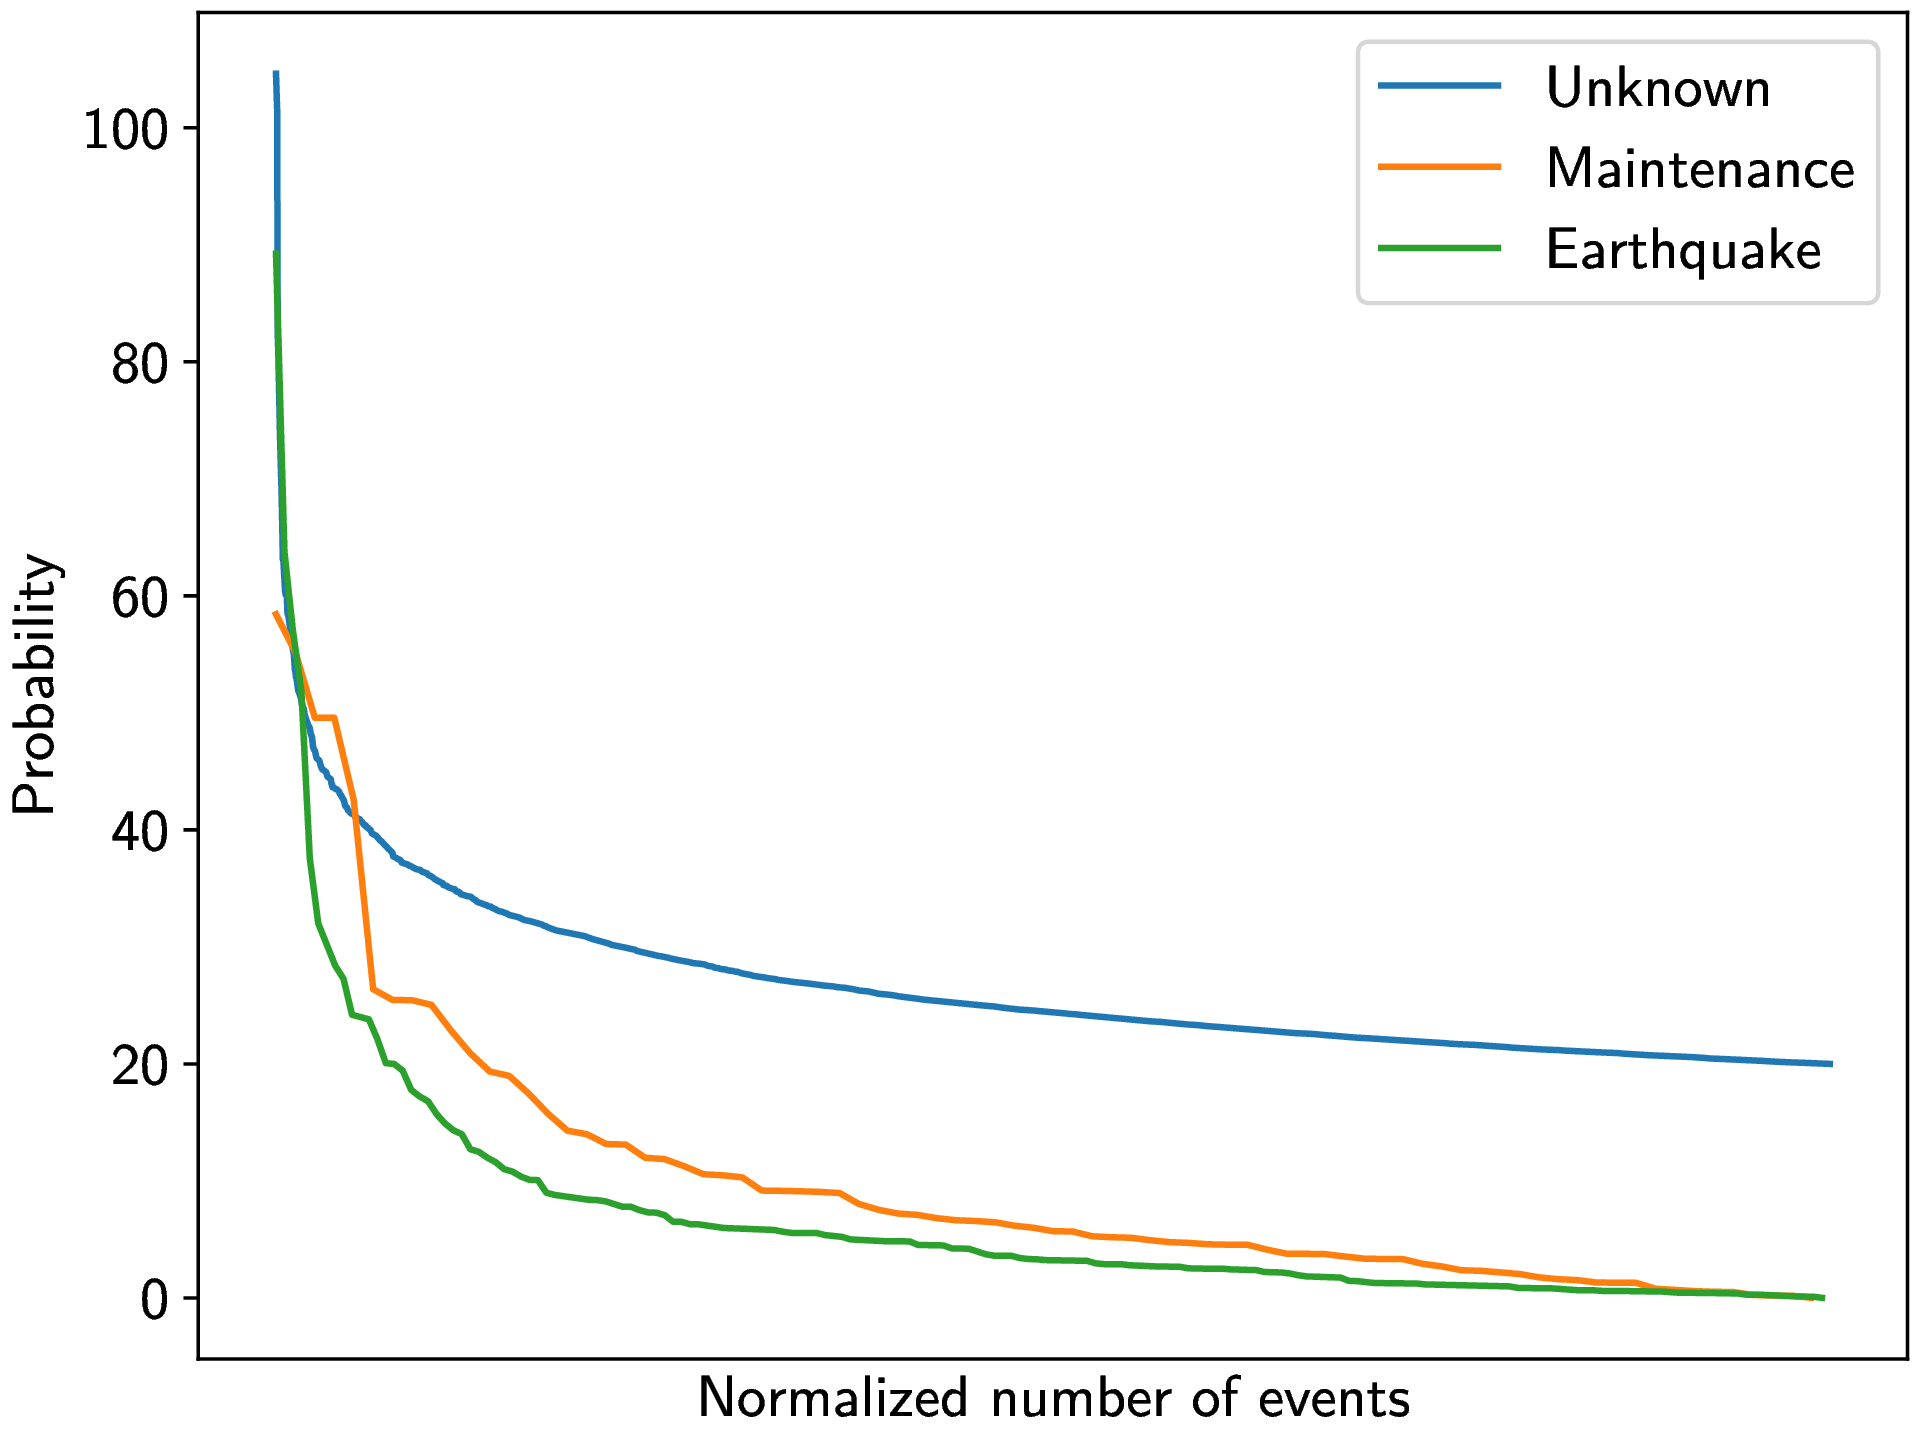 Unknown
Maintenance
Earthquake
100
80
60
40
20
0
Probability
Normalized number of events